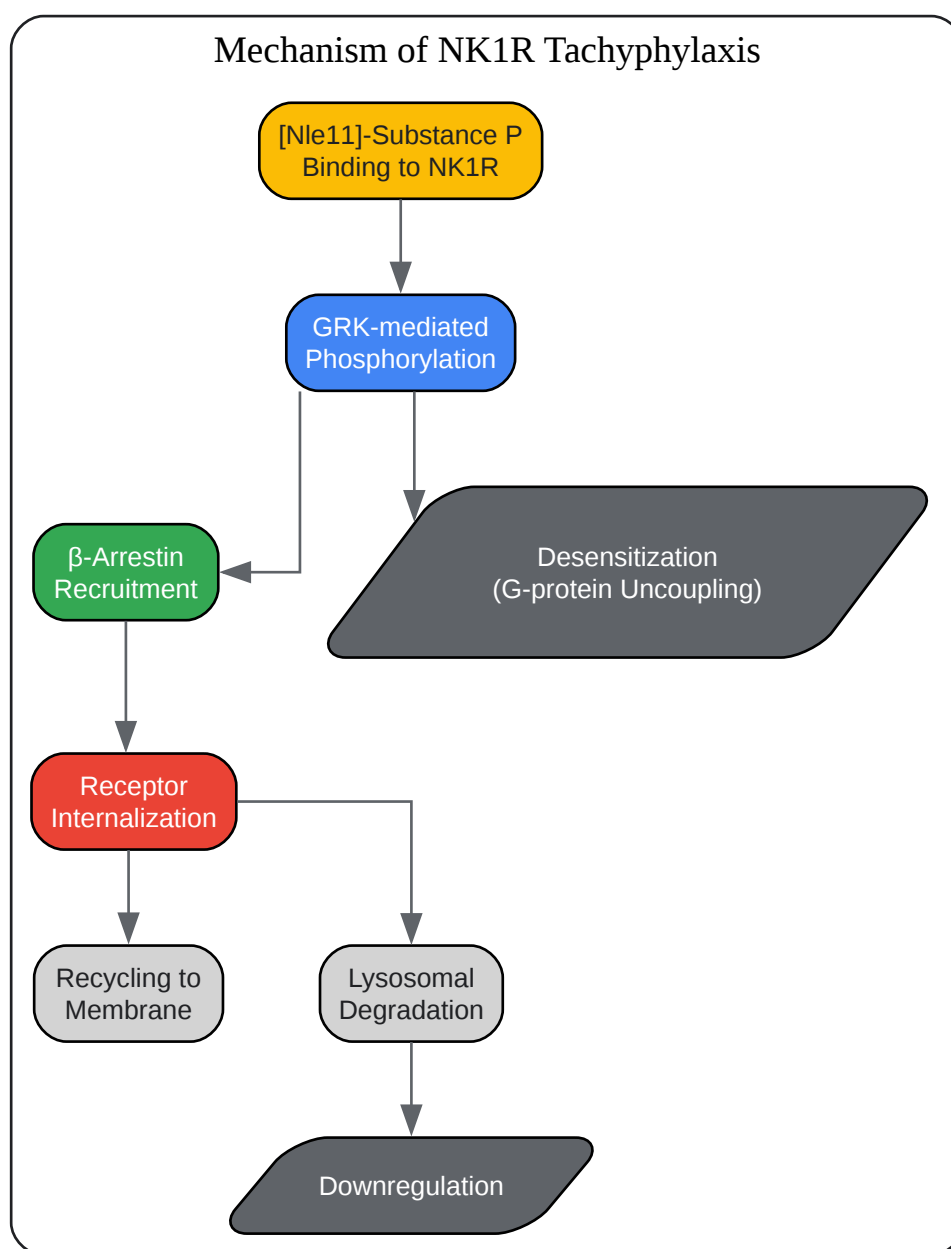 Mechanism of NK1R Tachyphylaxis
[Nle11]-Substance P
Binding to NK1R
GRK-mediated
Phosphorylation
Desensitization
(G-protein Uncoupling)
β-Arrestin
Recruitment
Receptor
Internalization
Recycling to
Membrane
Lysosomal
Degradation
Downregulation